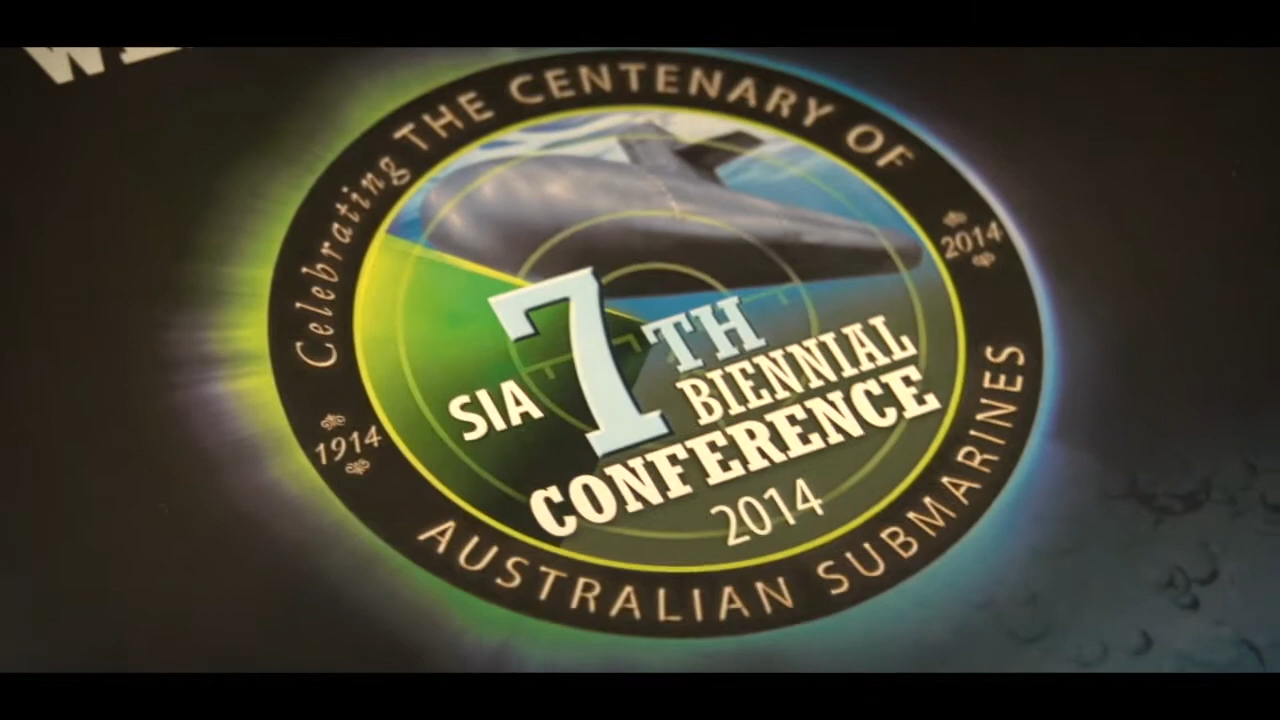 Celebrating THE CENTENARY OF
2014
1914
SIA 7TH
BIENNIAL
CONFERENCE
2014
AUSTRALIAN SUBMARINES